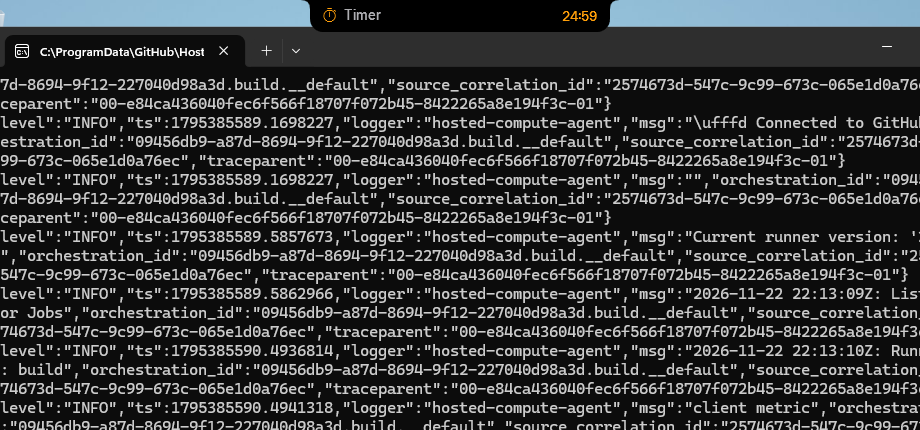 Timer
24:59
C:\ProgramData\GitHub\Host
7d-8694-9f12-227040d98a3d.build.__default","source_correlation_id":"2574673d-547c-9c99-673c-065e1d0a76e
ceparent":"00-e84ca436040fec6f566f18707f072b45-8422265a8e194f3c-01"}
level":"INFO","ts":1795385589.1698227,"logger":"hosted-compute-agent","msg":"\ufffd Connected to GitHu
estration_id":"09456db9-a87d-8694-9f12-227040d98a3d.build.__default","source_correlation_id":"2574673d-
99-673c-065e1d0a76ec","traceparent":"00-e84ca436040fec6f566f18707f072b45-8422265a8e194f3c-01"}
level":"INFO","ts":1795385589.1698227,"logger":"hosted-compute-agent","msg":"","orchestration_id":"0945
7d-8694-9f12-227040d98a3d.build.__default","source_correlation_id":"2574673d-547c-9c99-673c-065e1d0a76e
ceparent":"00-e84ca436040fec6f566f18707f072b45-8422265a8e194f3c-01"}
level":"INFO","ts":1795385589.5857673,"logger":"hosted-compute-agent","msg":"Current runner version: '
","orchestration_id":"09456db9-a87d-8694-9f12-227040d98a3d.build.__default","source_correlation_id":"25
547c-9c99-673c-065e1d0a76ec","traceparent":"00-e84ca436040fec6f566f18707f072b45-8422265a8e194f3c-01"}
level":"INFO","ts":1795385589.5862966,"logger":"hosted-compute-agent","msg":"2026-11-22 22:13:09Z: List
or Jobs","orchestration_id":"09456db9-a87d-8694-9f12-227040d98a3d.build.__default","source_correlation_
74673d-547c-9c99-673c-065e1d0a76ec","traceparent":"00-e84ca436040fec6f566f18707f072b45-8422265a8e194f3c
level":"INFO","ts":1795385590.4936814,"logger":"hosted-compute-agent","msg":"2026-11-22 22:13:10Z: Run
: build","orchestration_id":"09456db9-a87d-8694-9f12-227040d98a3d.build.__default","source_correlation_
74673d-547c-9c99-673c-065e1d0a76ec","traceparent":"00-e84ca436040fec6f566f18707f072b45-8422265a8e194f3c
level":"INFO","ts":1795385590.4941318,"logger":"hosted-compute-agent","msg":"client metric","orchestra
:"09456db9-a87d-8694-9f12-227040d98a3d.build.__default","source_correlation_id":"2574673d-547c-9c99-67